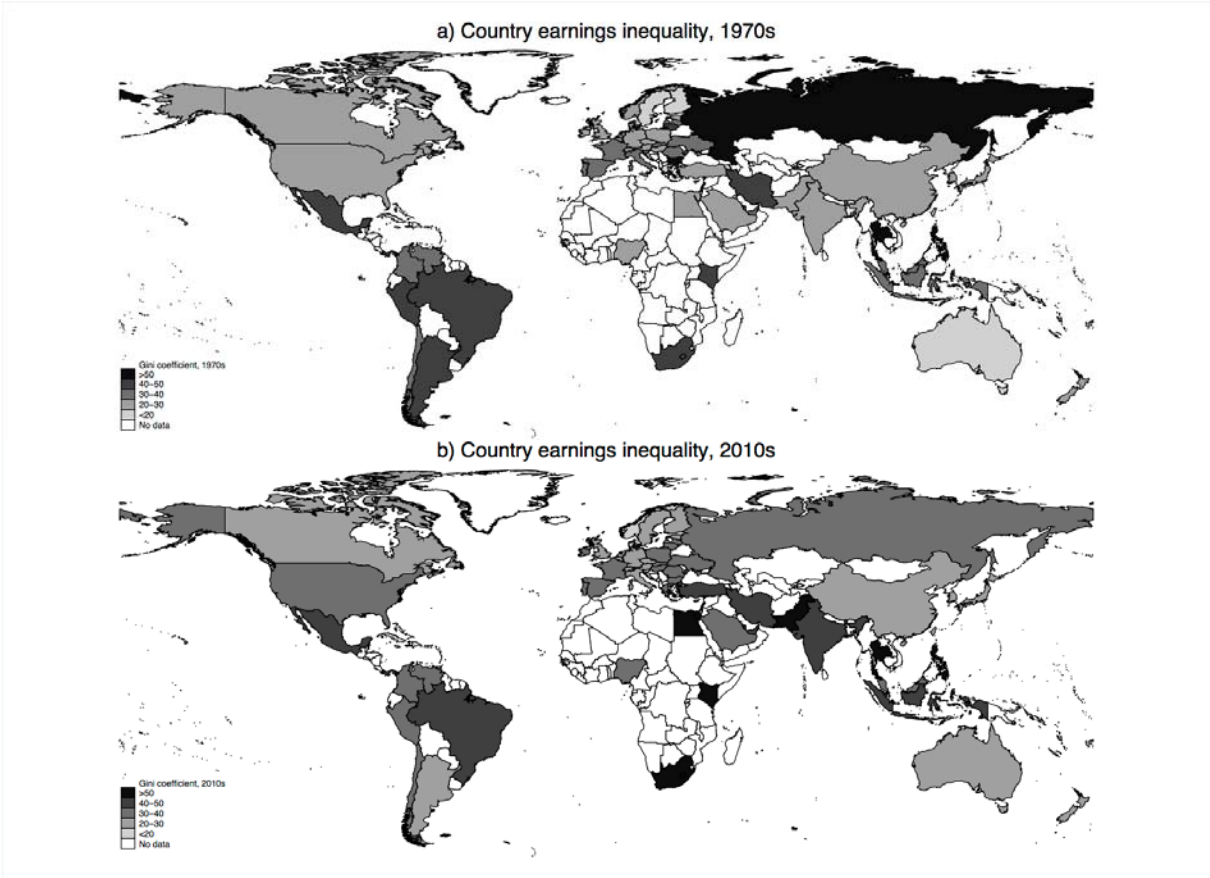 a) Country earnings inequality, 1970s
Gini coefficient, 1970s
>50
40–50
30–40
20–30
<20
No data
b) Country earnings inequality, 2010s
Gini coefficient, 2010s
>50
40–50
30–40
20–30
<20
No data